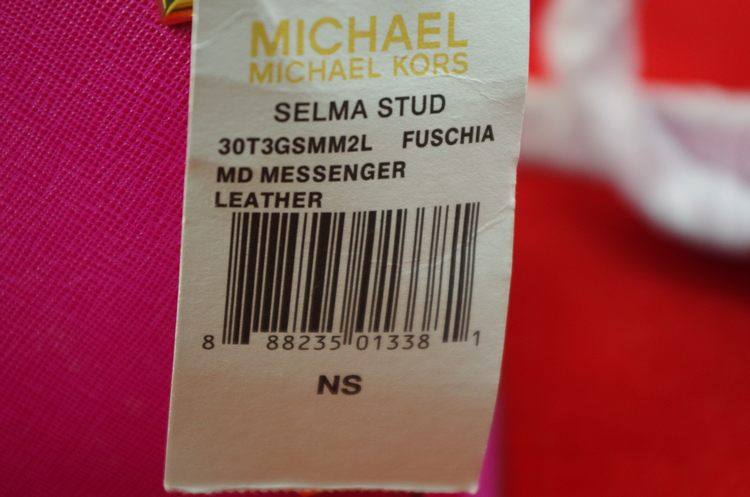 MICHAEL
MICHAEL KORS
SELMA STUD
30T3GSMM2L FUSCHIA
MD MESSENGER
LEATHER
8 88235 01338 1
NS